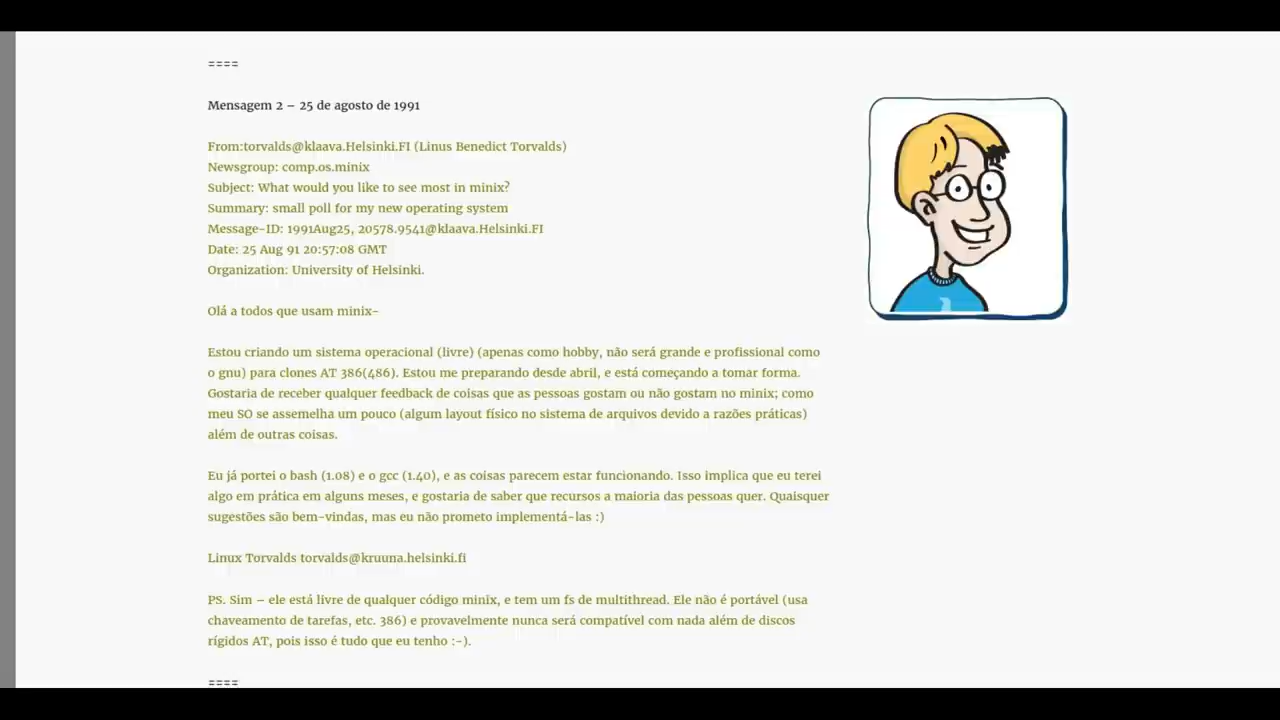 ====
Mensagem 2 – 25 de agosto de 1991
From:torvalds@klaava.Helsinki.FI (Linus Benedict Torvalds)
Newsgroup: comp.os.minix
Subject: What would you like to see most in minix?
Summary: small poll for my new operating system
Message-ID: 1991Aug25, 20578.9541@klaava.Helsinki.FI
Date: 25 Aug 91 20:57:08 GMT
Organization: University of Helsinki.
Olá a todos que usam minix-
Estou criando um sistema operacional (livre) (apenas como hobby, não será grande e profissional como
o gnu) para clones AT 386(486). Estou me preparando desde abril, e está começando a tomar forma.
Gostaria de receber qualquer feedback de coisas que as pessoas gostam ou não gostam no minix; como
meu SO se assemelha um pouco (algum layout físico no sistema de arquivos devido a razões práticas)
além de outras coisas.
Eu já portei o bash (1.08) e o gcc (1.40), e as coisas parecem estar funcionando. Isso implica que eu terei
algo em prática em alguns meses, e gostaria de saber que recursos a maioria das pessoas quer. Quaisquer
sugestões são bem-vindas, mas eu não prometo implementá-las :)
Linux Torvalds torvalds@kruuna.helsinki.fi
PS. Sim – ele está livre de qualquer código minix, e tem um fs de multithread. Ele não é portável (usa
chaveamento de tarefas, etc. 386) e provavelmente nunca será compatível com nada além de discos
rígidos AT, pois isso é tudo que eu tenho :-).
====